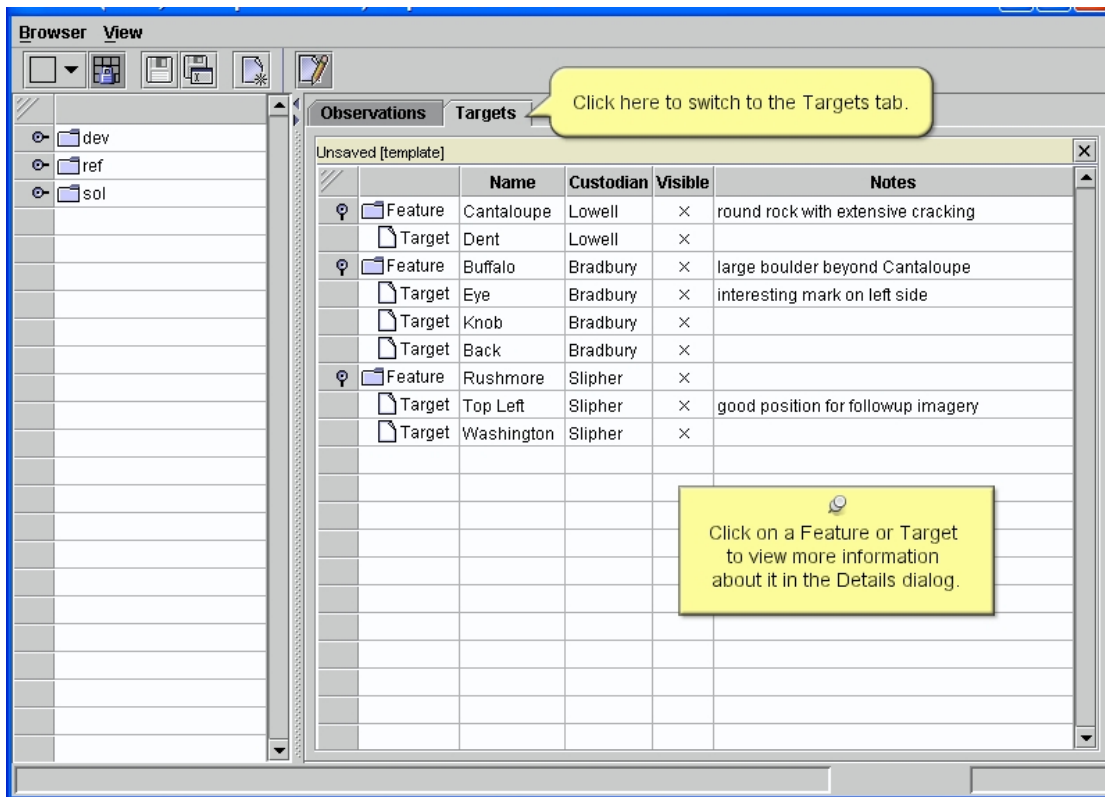 Browser View
Observations Targets
Click here to switch to the Targets tab.
dev
ref
sol
Unsaved [template]
Name Custodian Visible Notes
Feature Cantaloupe Lowell × round rock with extensive cracking
Target Dent Lowell ×
Feature Buffalo Bradbury × large boulder beyond Cantaloupe
Target Eye Bradbury × interesting mark on left side
Target Knob Bradbury ×
Target Back Bradbury ×
Feature Rushmore Slipher ×
Target Top Left Slipher × good position for followup imagery
Target Washington Slipher ×
Click on a Feature or Target
to view more information
about it in the Details dialog.